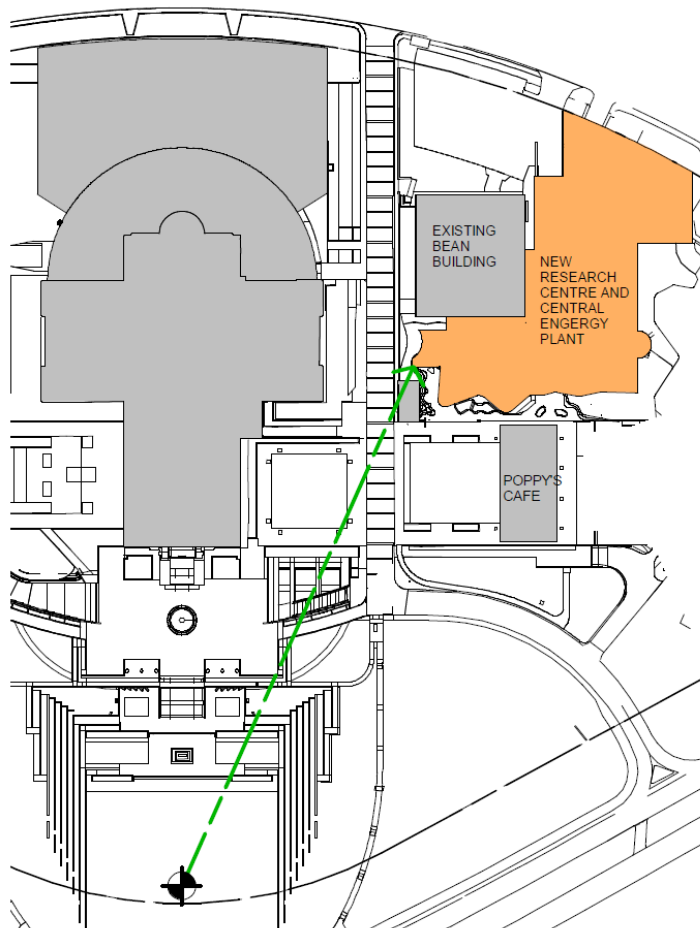 EXISTING
BEAN
BUILDING
NEW
RESEARCH
CENTRE AND
CENTRAL
ENGERGY
PLANT
POPPY'S
CAFE